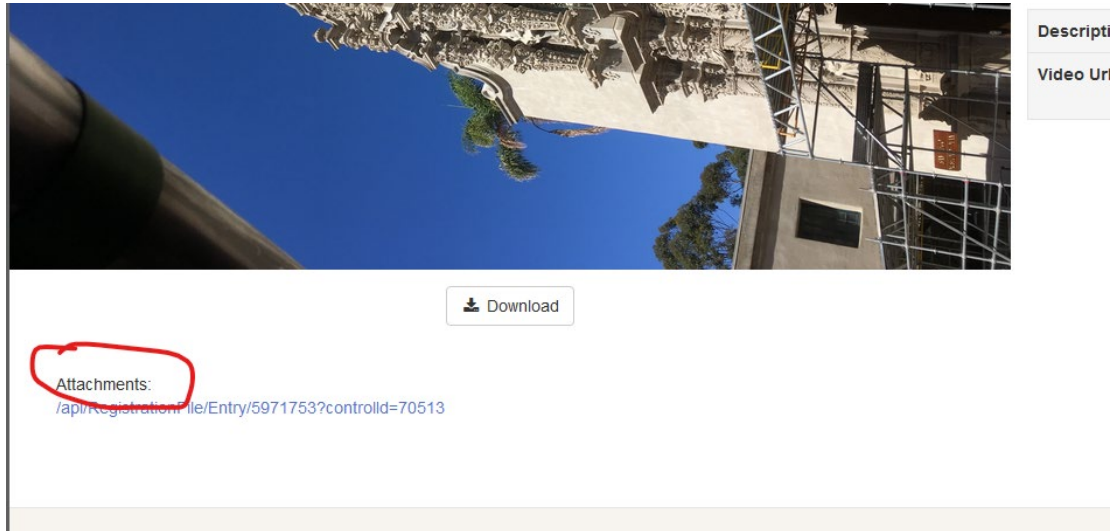 Descripti
Video Url
Download
Attachments:
/api/RegistrationFile/Entry/5971753?controlId=70513